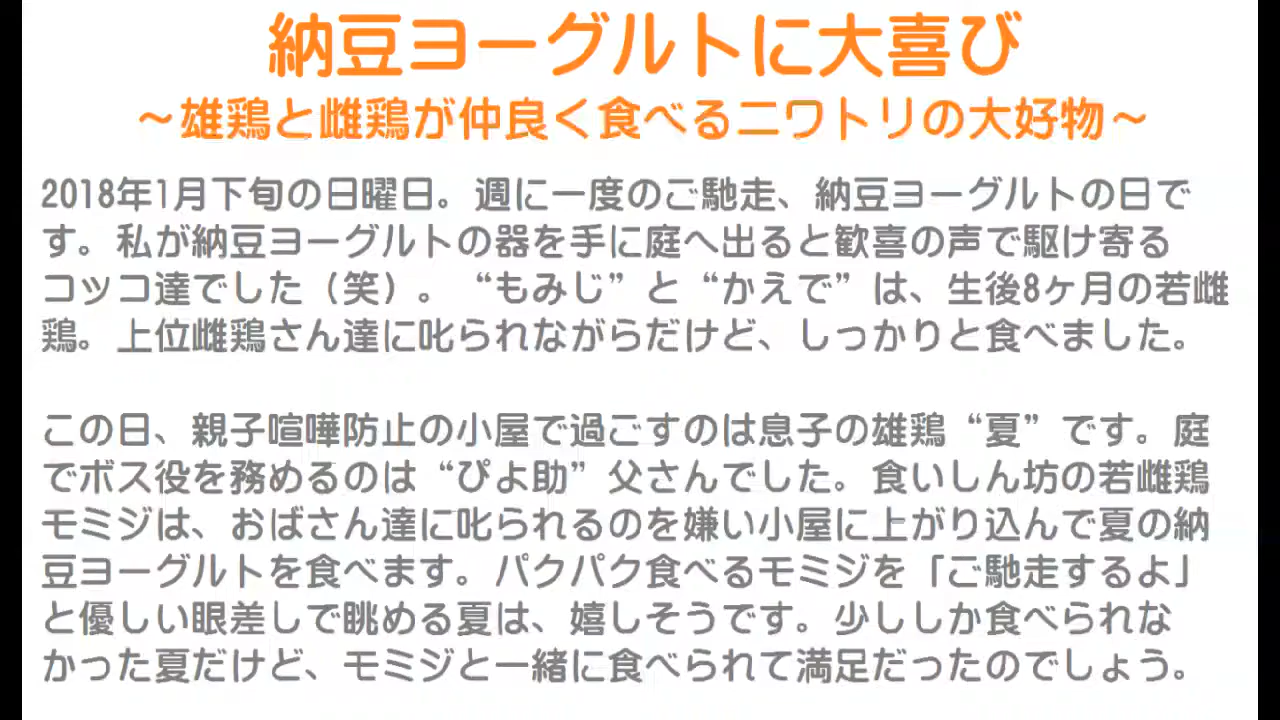 納豆ヨーグルトに大喜び
～雄鶏と雌鶏が仲良く食べるニワトリの大好物～
2018年1月下旬の日曜日。週に一度のご馳走、納豆ヨーグルトの日で
す。私が納豆ヨーグルトの器を手に庭へ出ると歓喜の声で駆け寄る
コッコ達でした（笑）。“もみじ”と“かえで”は、生後8ヶ月の若雌
鶏。上位雌鶏さん達に叱られながらだけど、しっかりと食べました。
この日、親子喧嘩防止の小屋で過ごすのは息子の雄鶏“夏”です。庭
でボス役を務めるのは“ぴよ助”父さんでした。食いしん坊の若雌鶏
モミジは、おばさん達に叱られるのを嫌い小屋に上がり込んで夏の納
豆ヨーグルトを食べます。パクパク食べるモミジを「ご馳走するよ」
と優しい眼差しで眺める夏は、嬉しそうです。少ししか食べられな
かった夏だけど、モミジと一緒に食べられて満足だったのでしょう。